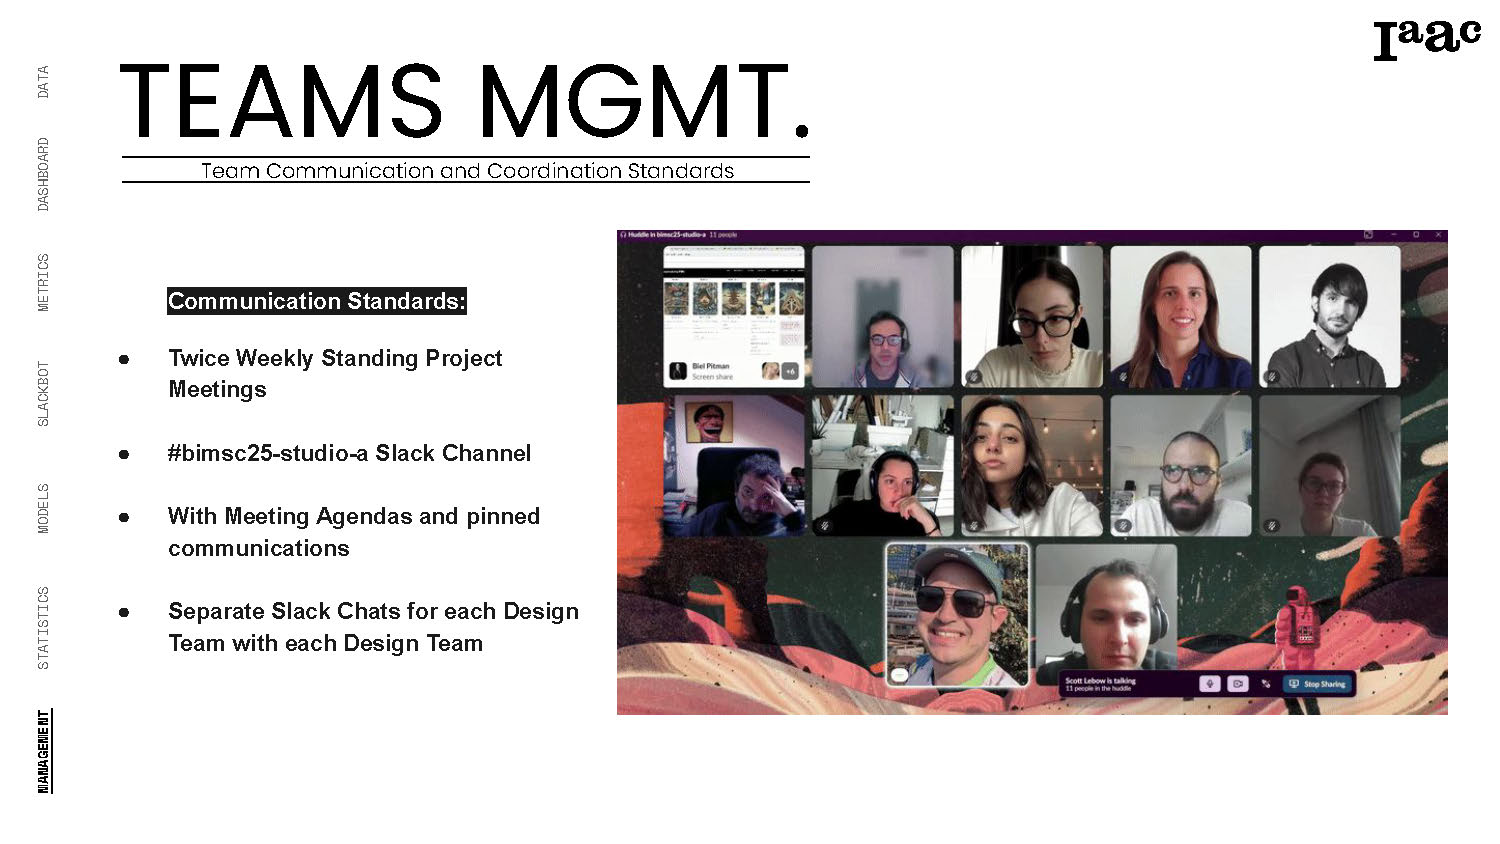 Iaac
TEAMS MGMT.
Team Communication and Coordination Standards
DATA
DASHBOARD
METRICS
SLACKBOT
MODELS
STATISTICS
MANAGEMENT
Communication Standards:
● Twice Weekly Standing Project
Meetings
● #bimsc25-studio-a Slack Channel
● With Meeting Agendas and pinned
communications
● Separate Slack Chats for each Design
Team with each Design Team
Huddle in bimsc25-studio-a 11 people
Biel Pitman
Screen share
+6
Scott Lebow is talking
11 people in the huddle
Stop Sharing